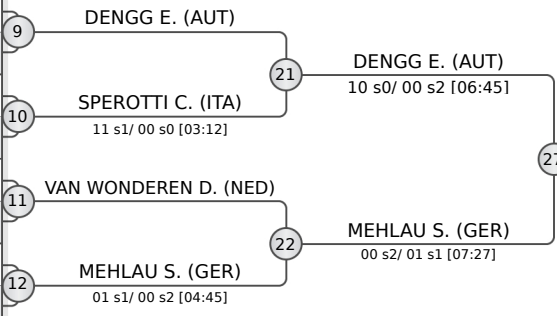 DENGG E. (AUT)
9
21
DENGG E. (AUT)
10 s0/ 00 s2 [06:45]
SPEROTTI C. (ITA)
10
11 s1/ 00 s0 [03:12]
27
VAN WONDEREN D. (NED)
11
22
MEHLAU S. (GER)
00 s2/ 01 s1 [07:27]
MEHLAU S. (GER)
12
01 s1/ 00 s2 [04:45]